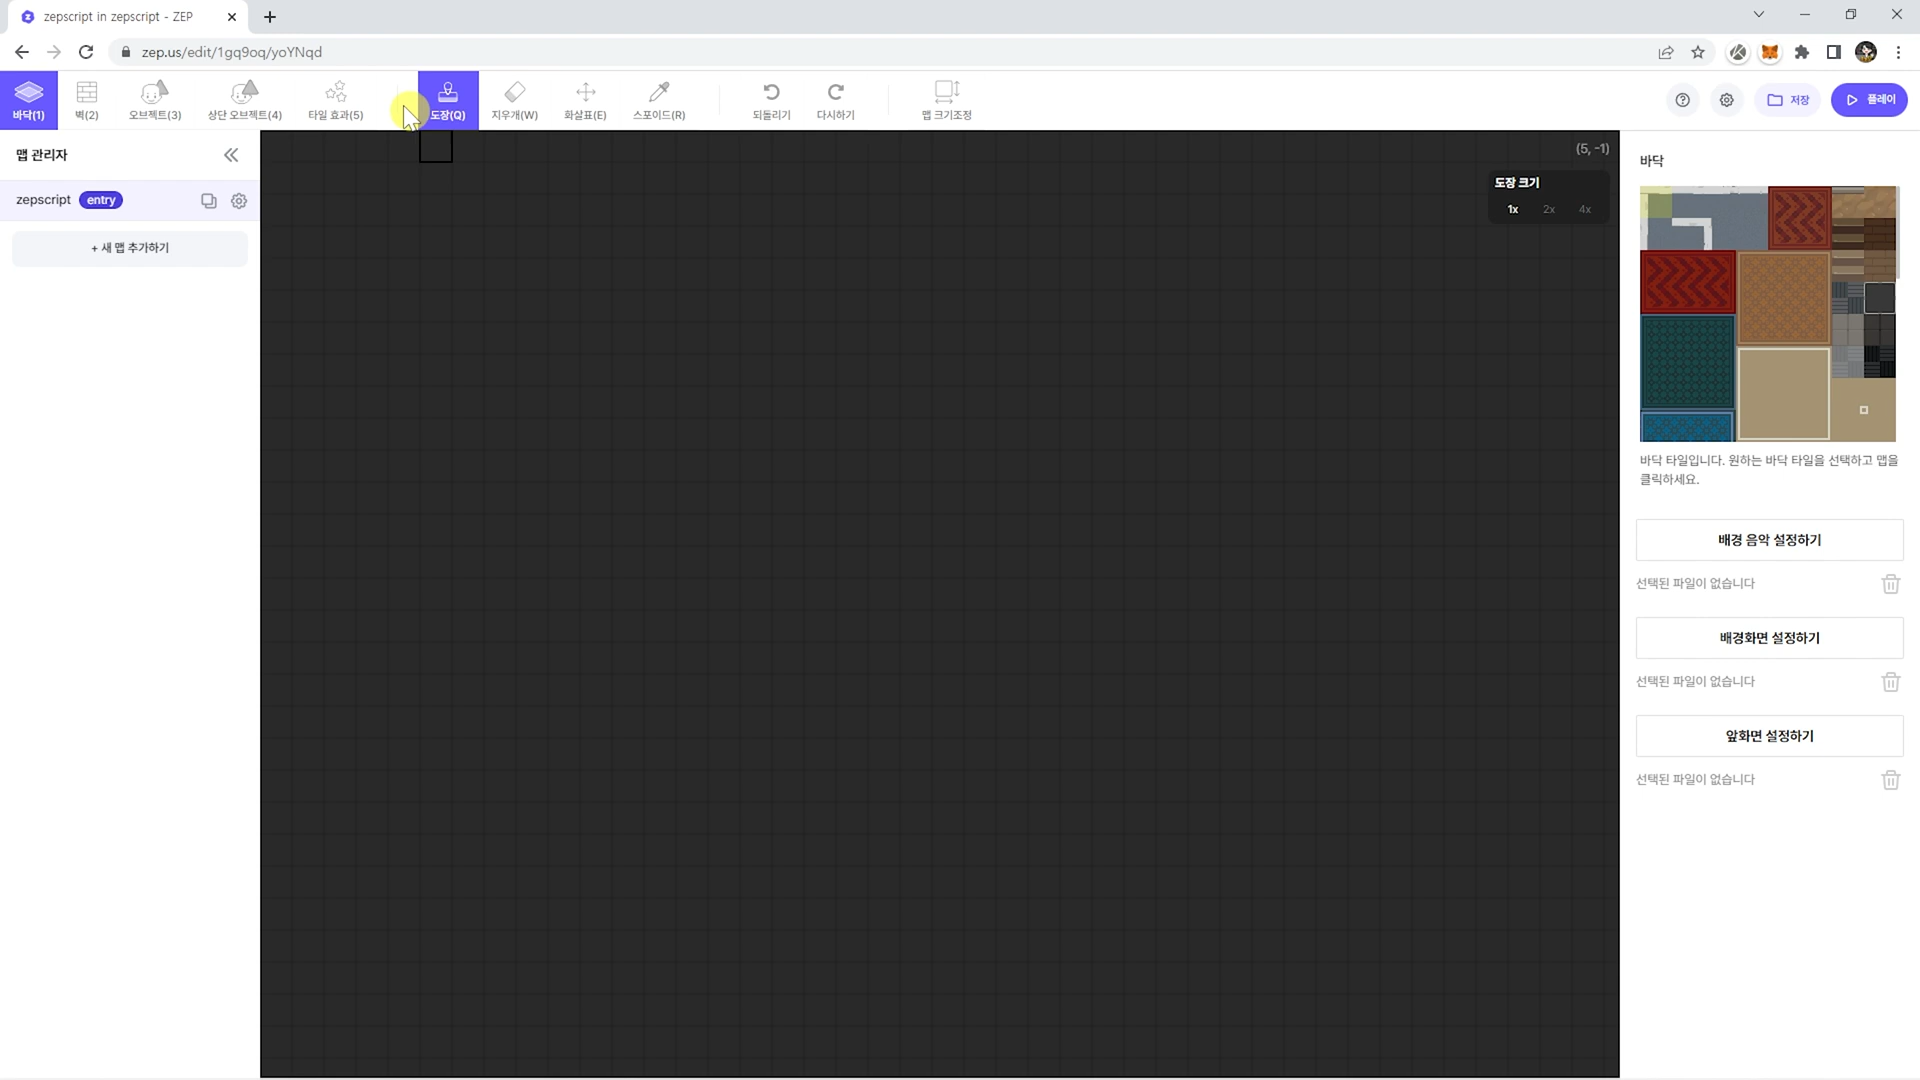 zepscript in zepscript - ZEP
zep.us/edit/1gq9oq/yoYNqd
바닥(1)
벽(2)
오브젝트(3)
상단 오브젝트(4)
타일 효과(5)
도장(Q)
지우개(W)
화살표(E)
스포이드(R)
되돌리기
다시하기
맵 크기조정
저장
플레이
맵 관리자
zepscript
entry
+ 새 맵 추가하기
(5, -1)
도장 크기
1x 2x 4x
바닥
바닥 타일입니다. 원하는 바닥 타일을 선택하고 맵을
클릭하세요.
배경 음악 설정하기
선택된 파일이 없습니다
배경화면 설정하기
선택된 파일이 없습니다
앞화면 설정하기
선택된 파일이 없습니다